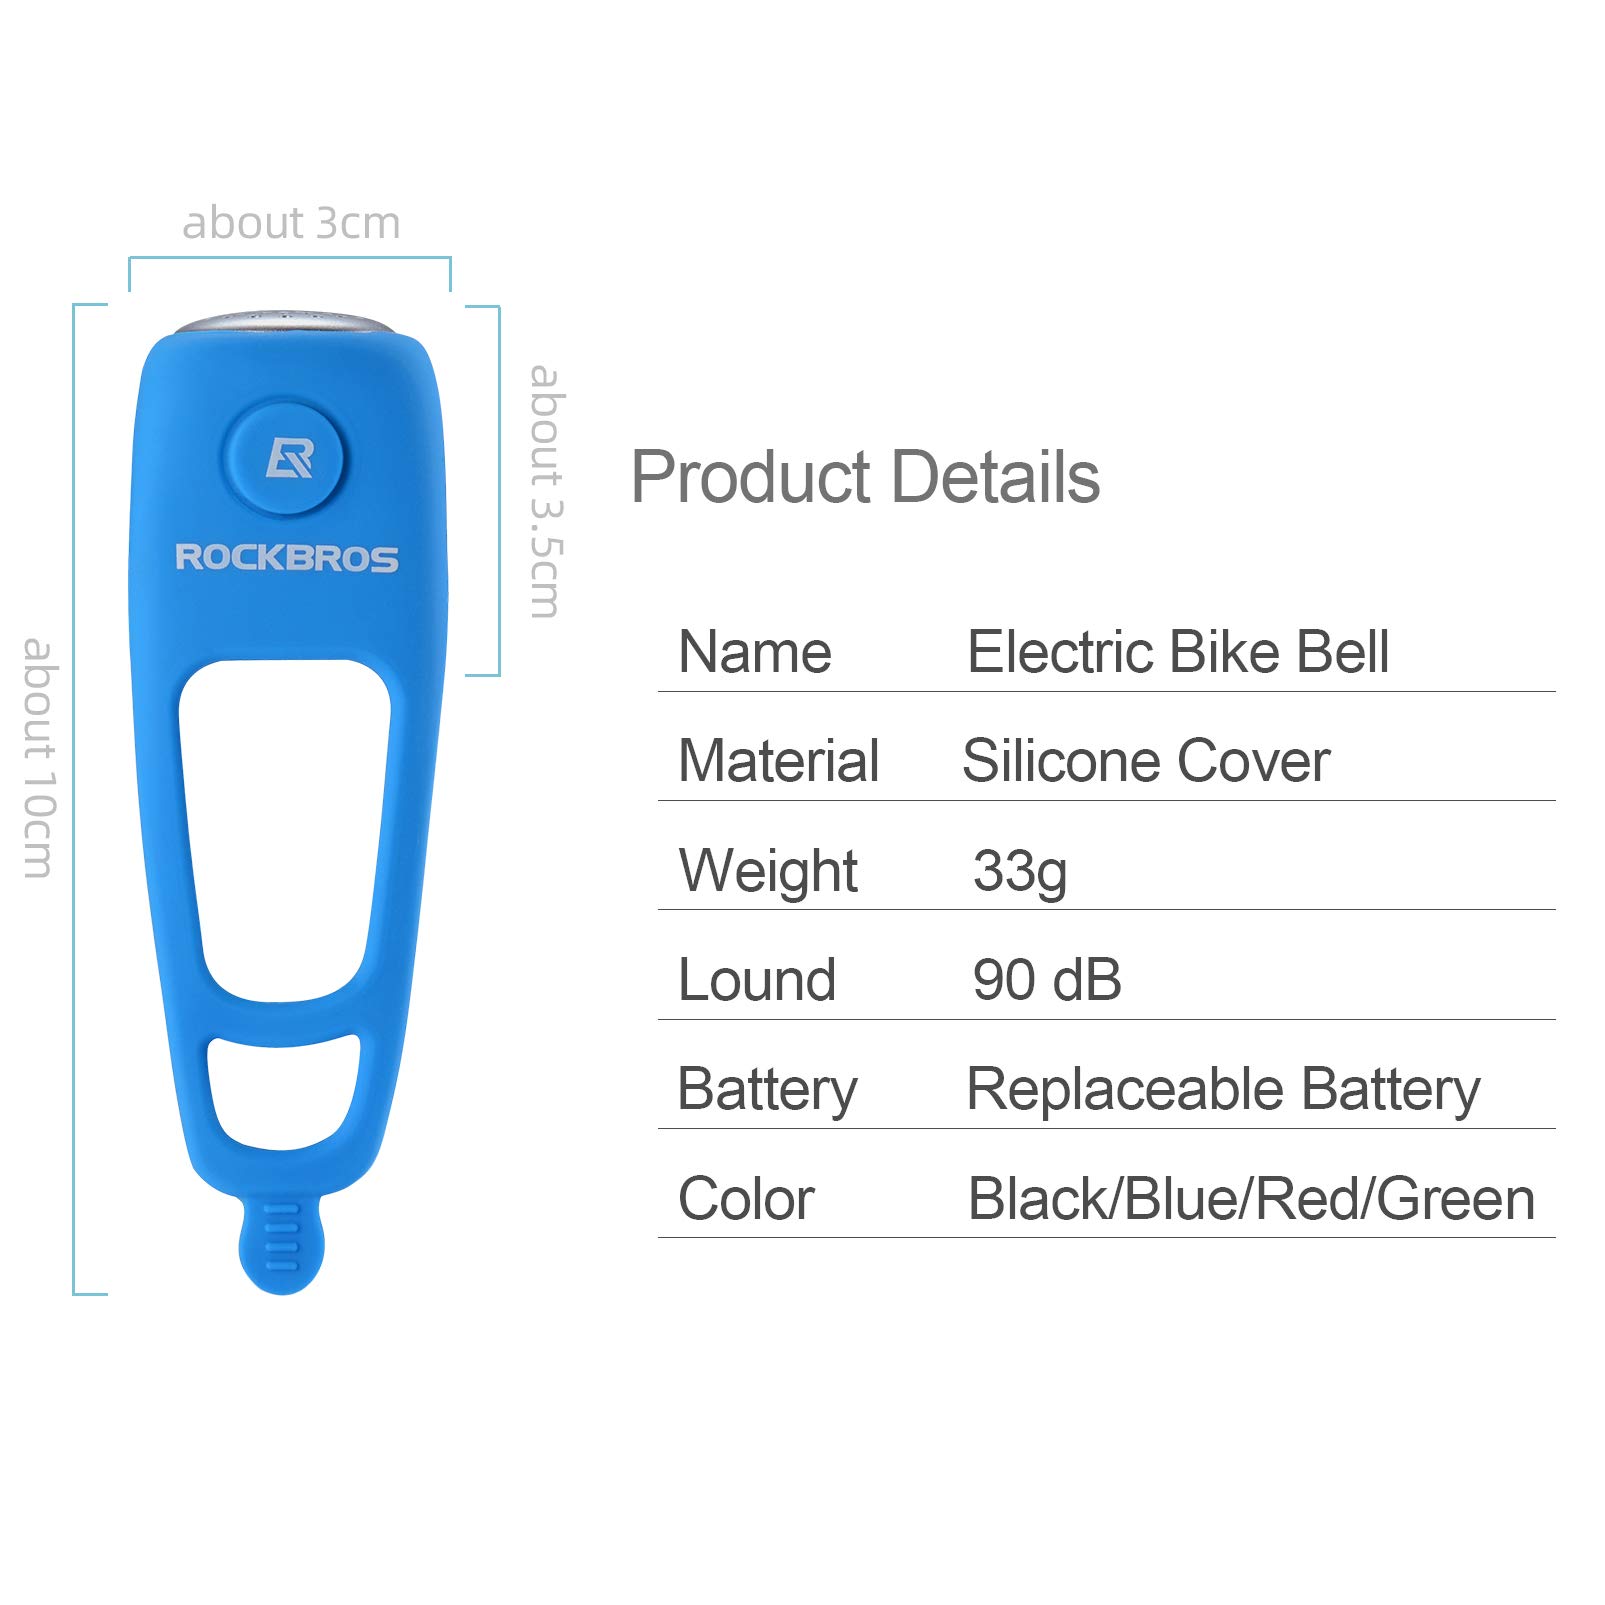 about 3cm
about 10cm
about 3.5cm
R
ROCKBROS
Product Details
Name Electric Bike Bell
Material Silicone Cover
Weight 33g
Lound 90 dB
Battery Replaceable Battery
Color Black/Blue/Red/Green